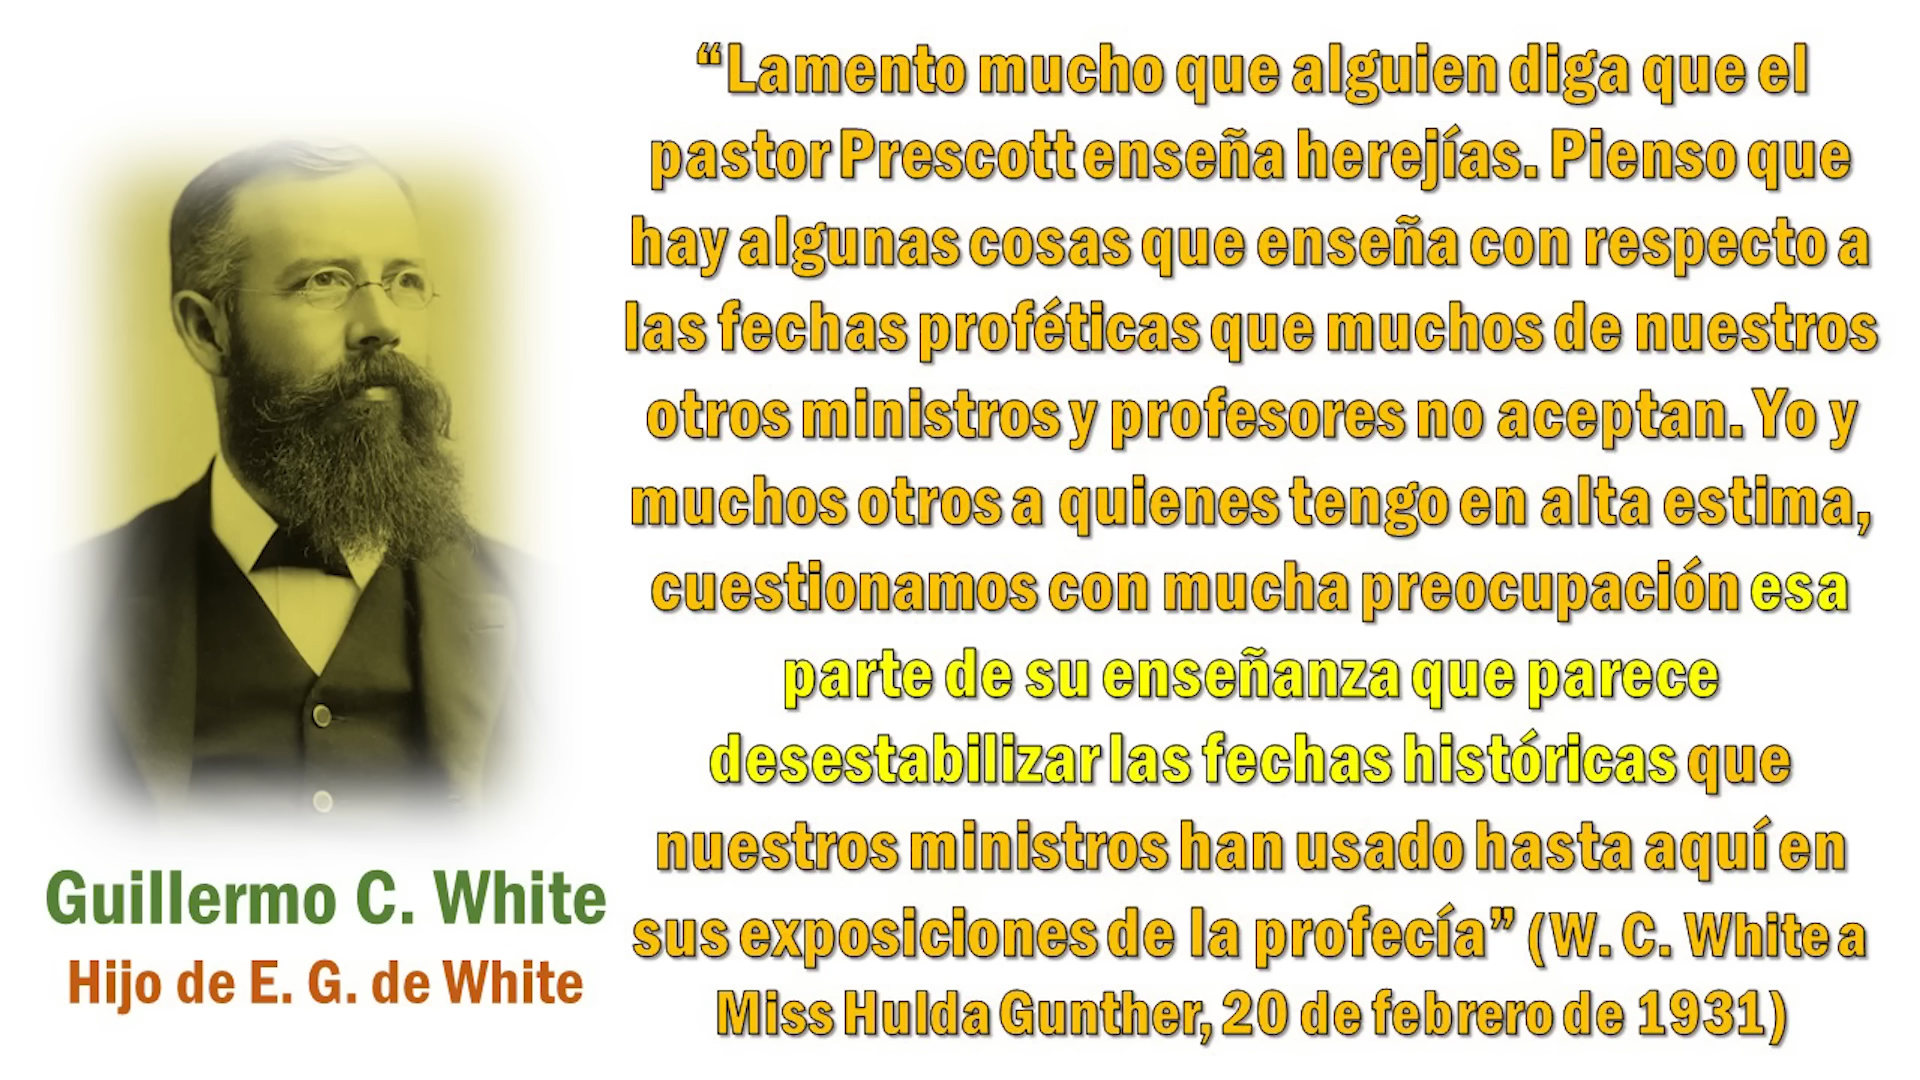 “Lamento mucho que alguien diga que el
pastor Prescott enseña herejías. Pienso que
hay algunas cosas que enseña con respecto a
las fechas proféticas que muchos de nuestros
otros ministros y profesores no aceptan. Yo y
muchos otros a quienes tengo en alta estima,
cuestionamos con mucha preocupación esa
parte de su enseñanza que parece
desestabilizar las fechas históricas que
nuestros ministros han usado hasta aquí en
sus exposiciones de la profecía” (W. C. White a
Miss Hulda Gunther, 20 de febrero de 1931)
Guillermo C. White
Hijo de E. G. de White